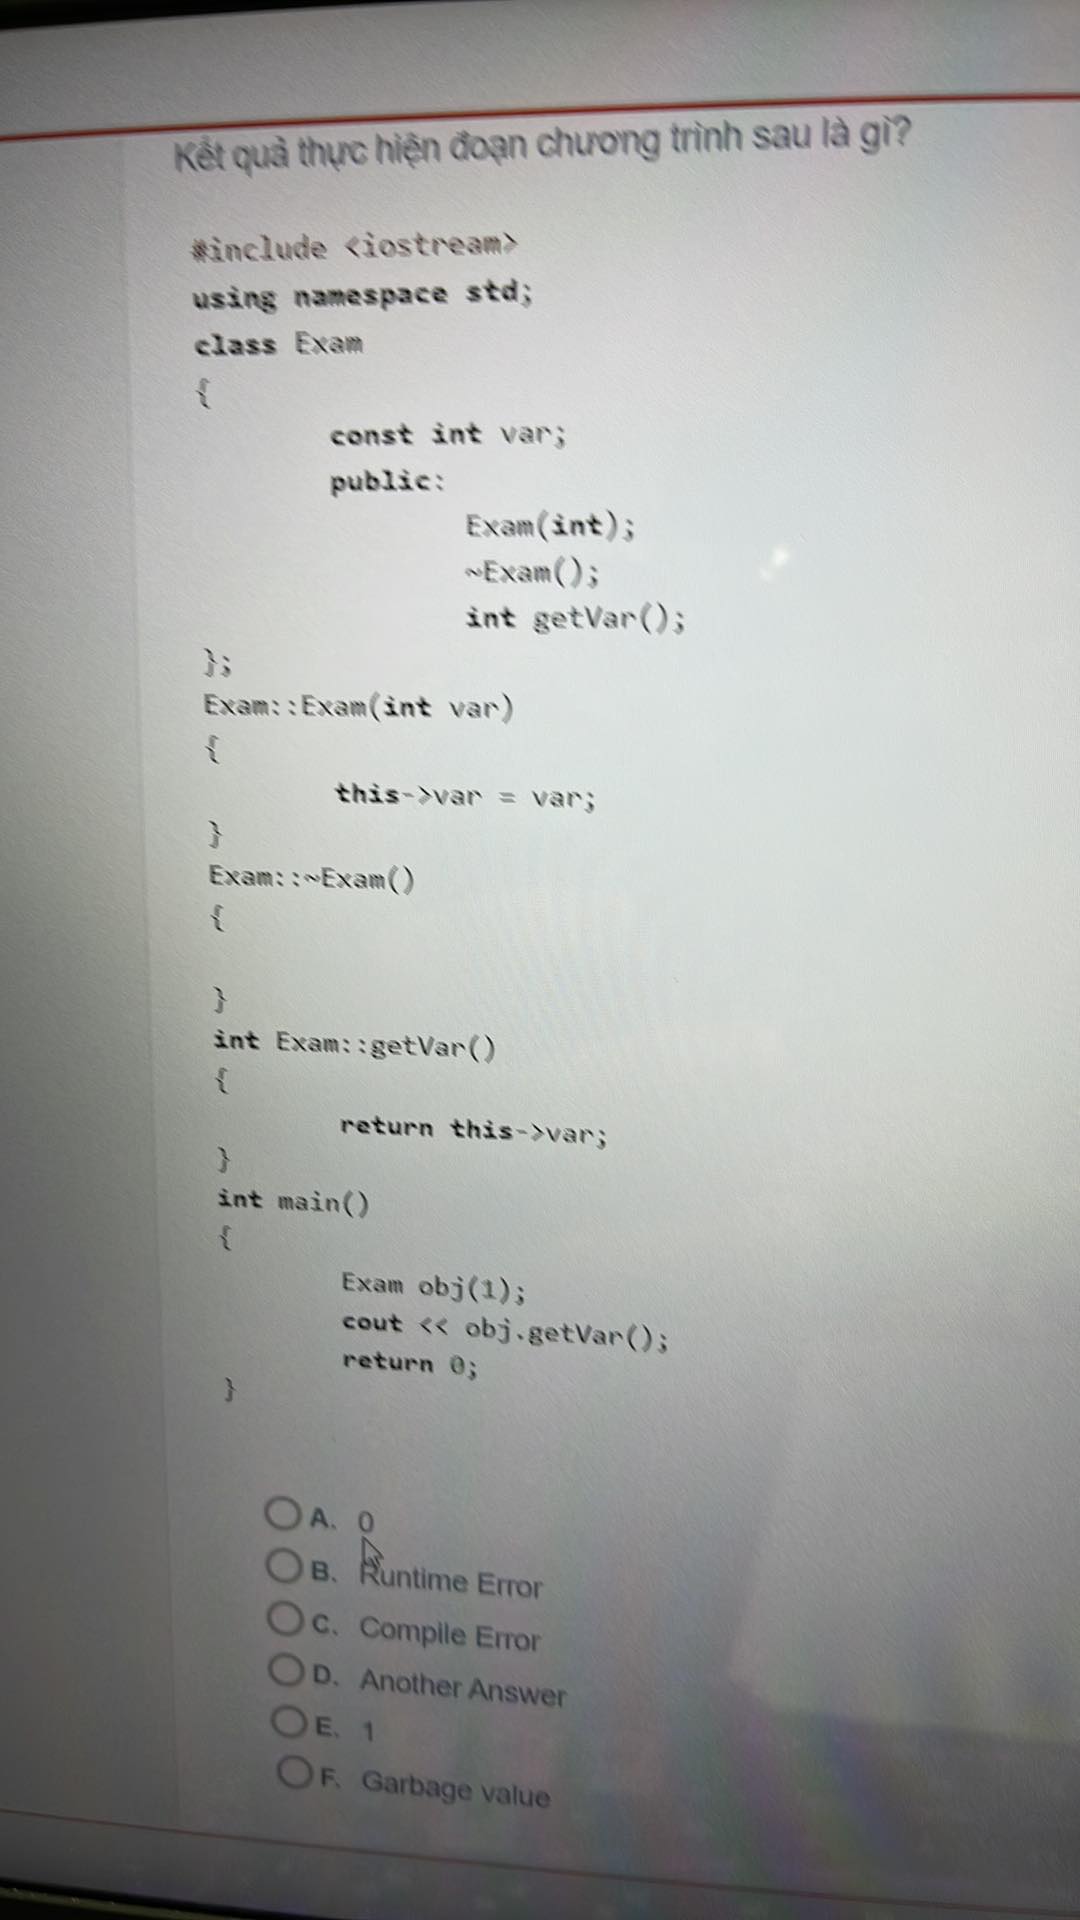 Kết quả thực hiện đoạn chương trình sau là gì?
#include <iostream>
using namespace std;
class Exam
{
const int var;
public:
Exam(int);
~Exam();
int getVar();
};
Exam::Exam(int var)
{
this->var = var;
}
Exam::~Exam()
{
}
int Exam::getVar()
{
return this->var;
}
int main()
{
Exam obj(1);
cout << obj.getVar();
return 0;
}
A. 0
B. Runtime Error
C. Compile Error
D. Another Answer
E. 1
F. Garbage value